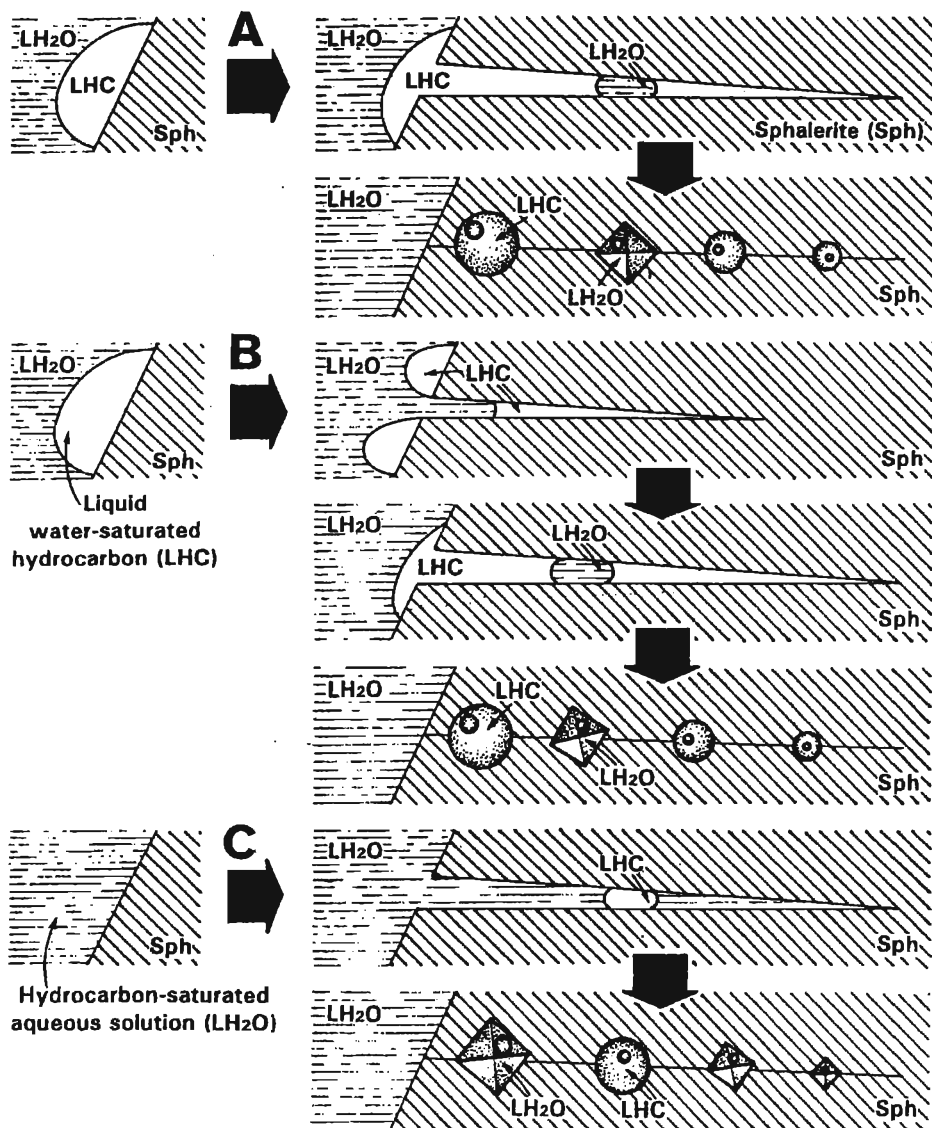 A
LH2O
LHC
Sph
LH2O
LHC
LH2O
Sphalerite (Sph)
LH2O
LHC
LH2O
Sph
B
LH2O
Sph
Liquid
water-saturated
hydrocarbon (LHC)
LH2O
LHC
Sph
LH2O
LHC
LH2O
Sph
LH2O
LHC
LH2O
Sph
C
Sph
Hydrocarbon-saturated
aqueous solution (LH2O)
LH2O
LHC
Sph
LH2O
LH2O
LHC
Sph